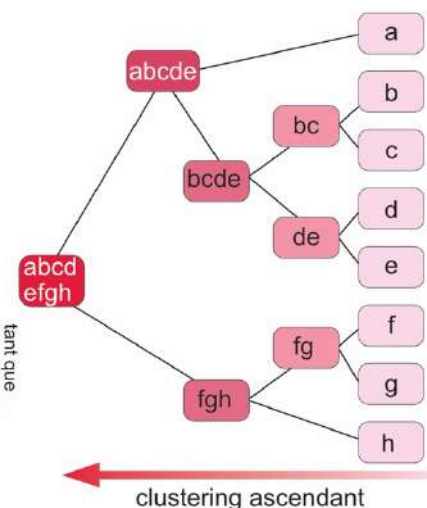 a
abcde
b
bc
c
bcde
d
de
e
abcd
efgh
f
fg
g
fgh
h
tant que
clustering ascendant